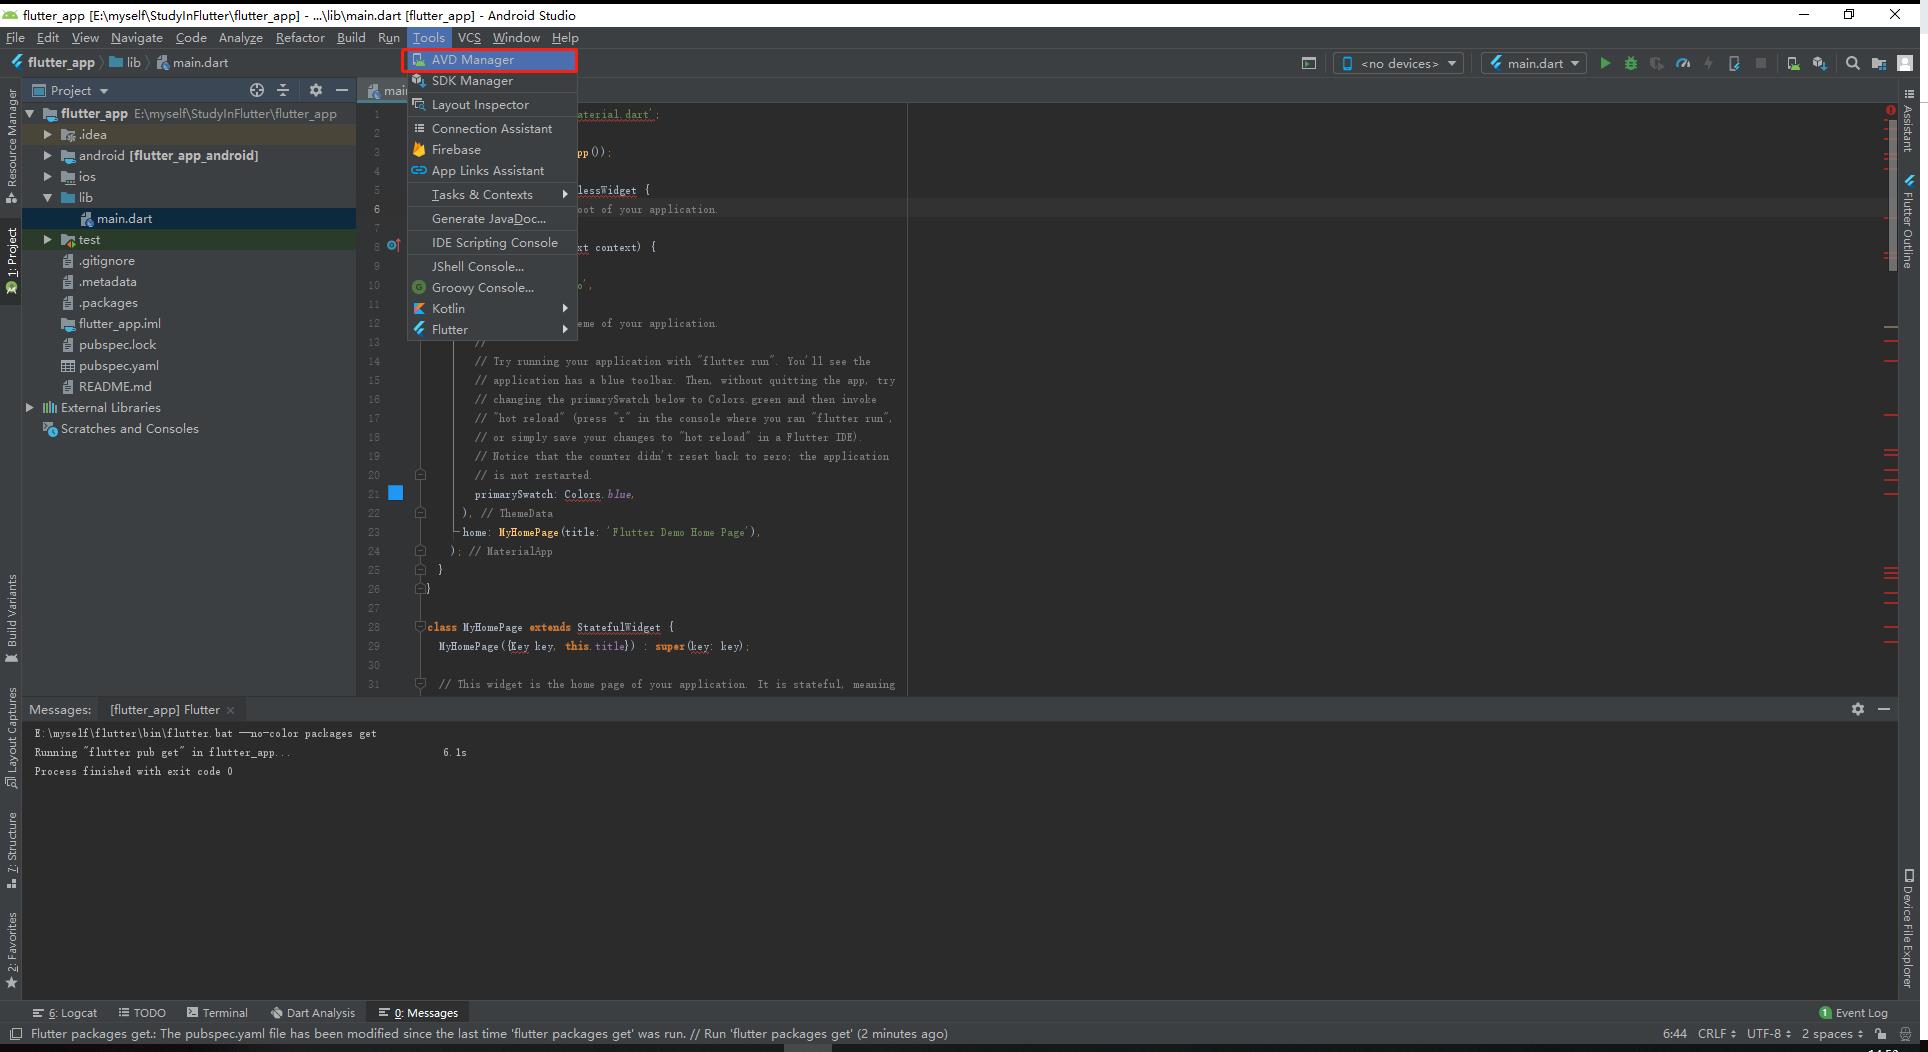 flutter_app [E:\myself\StudyInFlutter\flutter_app] - ...\lib\main.dart [flutter_app] - Android Studio
File Edit View Navigate Code Analyze Refactor Build Run Tools VCS Window Help
flutter_app lib main.dart <no devices> main.dart
AVD Manager
SDK Manager
Layout Inspector
Connection Assistant
Firebase
App Links Assistant
Tasks & Contexts
Generate JavaDoc...
IDE Scripting Console
JShell Console...
Groovy Console...
Kotlin
Flutter
Resource Manager
1: Project
Build Variants
Layout Captures
7: Structure
2: Favorites
Project
flutter_app E:\myself\StudyInFlutter\flutter_app
.idea
android [flutter_app_android]
ios
lib
main.dart
test
.gitignore
.metadata
.packages
flutter_app.iml
pubspec.lock
pubspec.yaml
README.md
External Libraries
Scratches and Consoles
main
1 aterial.dart';
2
3 pp());
4
5 lessWidget {
6 oot of your application.
7
8 xt context) {
9
10 o',
11
12 eme of your application.
13 //
14 // Try running your application with "flutter run". You'll see the
15 // application has a blue toolbar. Then, without quitting the app, try
16 // changing the primarySwatch below to Colors.green and then invoke
17 // "hot reload" (press "r" in the console where you ran "flutter run",
18 // or simply save your changes to "hot reload" in a Flutter IDE).
19 // Notice that the counter didn't reset back to zero; the application
20 // is not restarted.
21 primarySwatch: Colors.blue,
22 ), // ThemeData
23 home: MyHomePage(title: 'Flutter Demo Home Page'),
24 ); // MaterialApp
25 }
26 }
27
28 class MyHomePage extends StatefulWidget {
29 MyHomePage({Key key, this.title}) : super(key: key);
30
31 // This widget is the home page of your application. It is stateful, meaning
Assistant
Flutter Outline
Device File Explorer
Messages: [flutter_app] Flutter
E:\myself\flutter\bin\flutter.bat --no-color packages get
Running "flutter pub get" in flutter_app... 6.1s
Process finished with exit code 0
6: Logcat TODO Terminal Dart Analysis 0: Messages 1 Event Log
Flutter packages get.: The pubspec.yaml file has been modified since the last time 'flutter packages get' was run. // Run 'flutter packages get' (2 minutes ago) 6:44 CRLF UTF-8 2 spaces